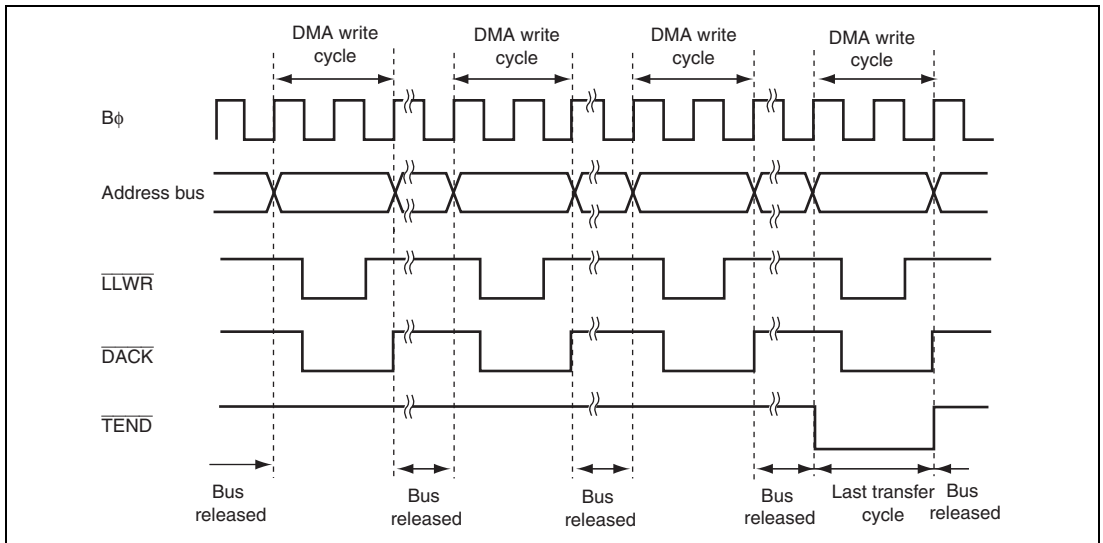 DMA write
cycle
DMA write
cycle
DMA write
cycle
DMA write
cycle
Bϕ
Address bus
LLWR
DACK
TEND
Bus
released
Bus
released
Bus
released
Bus
released
Last transfer
cycle
Bus
released